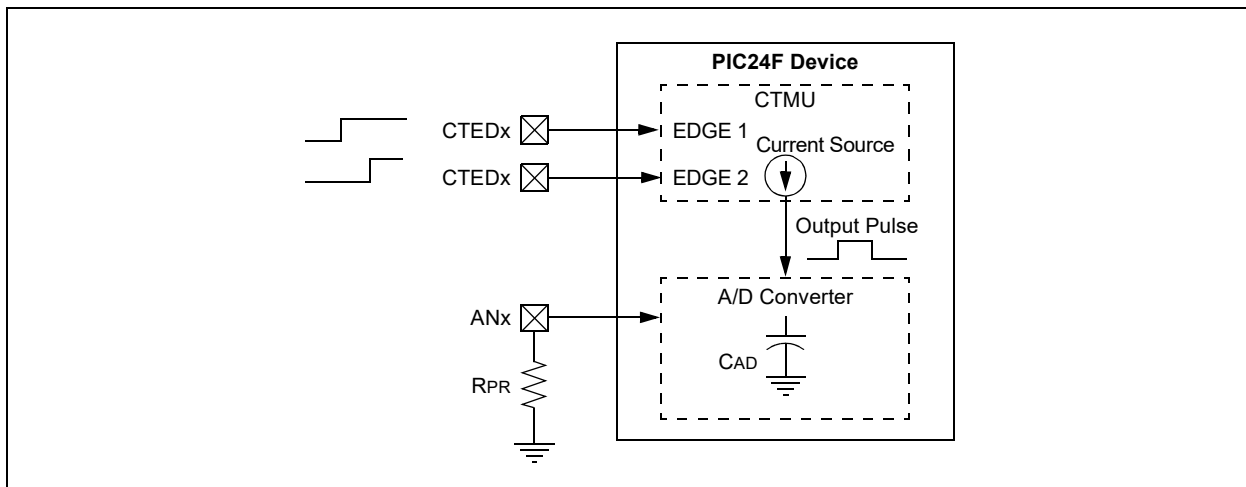 PIC24F Device
CTMU
CTEDx
EDGE 1
Current Source
CTEDx
EDGE 2
Output Pulse
A/D Converter
ANx
CAD
RPR